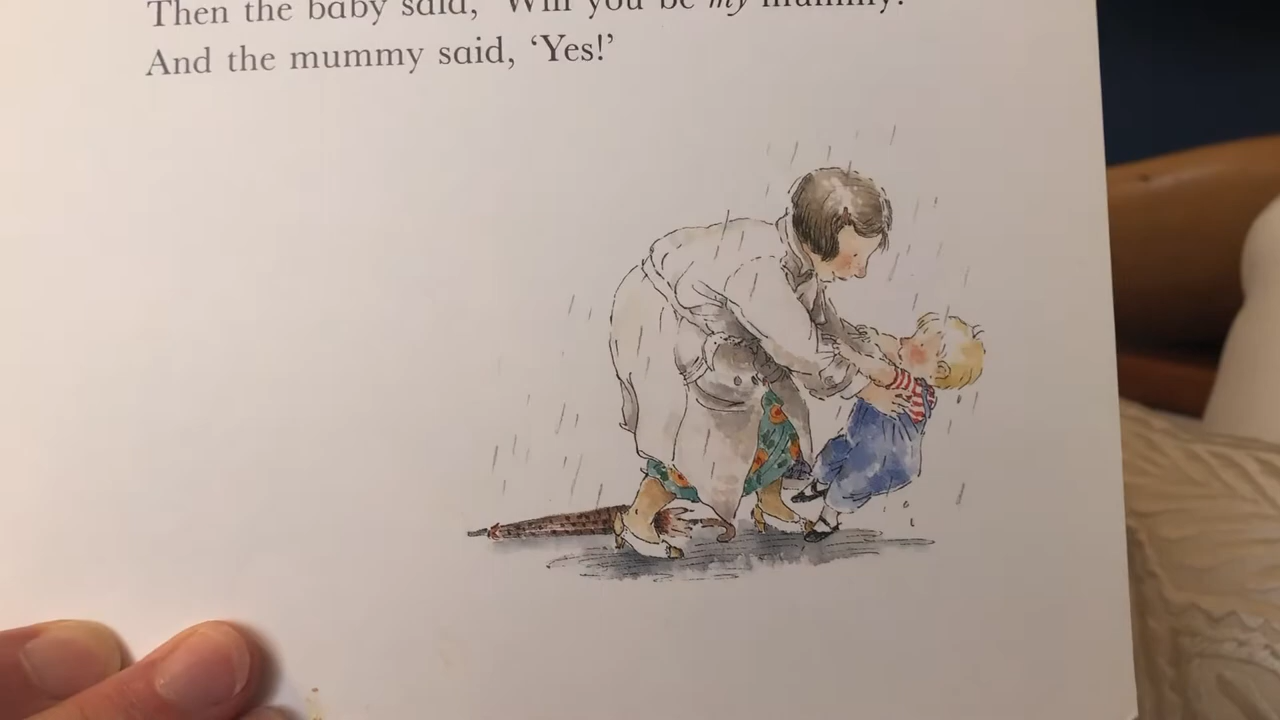 Then the baby said, ‘Will you be my mummy?’
And the mummy said, ‘Yes!’